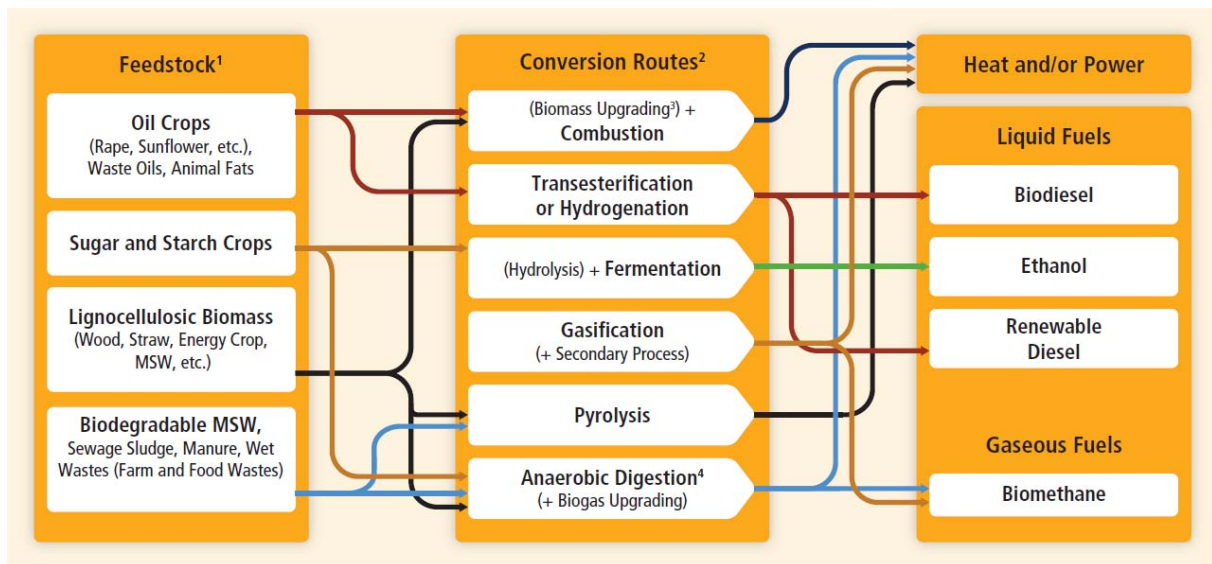 Feedstock¹
Oil Crops
(Rape, Sunflower, etc.),
Waste Oils, Animal Fats
Sugar and Starch Crops
Lignocellulosic Biomass
(Wood, Straw, Energy Crop,
MSW, etc.)
Biodegradable MSW,
Sewage Sludge, Manure, Wet
Wastes (Farm and Food Wastes)
Conversion Routes²
(Biomass Upgrading³) +
Combustion
Transesterification
or Hydrogenation
(Hydrolysis) + Fermentation
Gasification
(+ Secondary Process)
Pyrolysis
Anaerobic Digestion⁴
(+ Biogas Upgrading)
Heat and/or Power
Liquid Fuels
Biodiesel
Ethanol
Renewable
Diesel
Gaseous Fuels
Biomethane